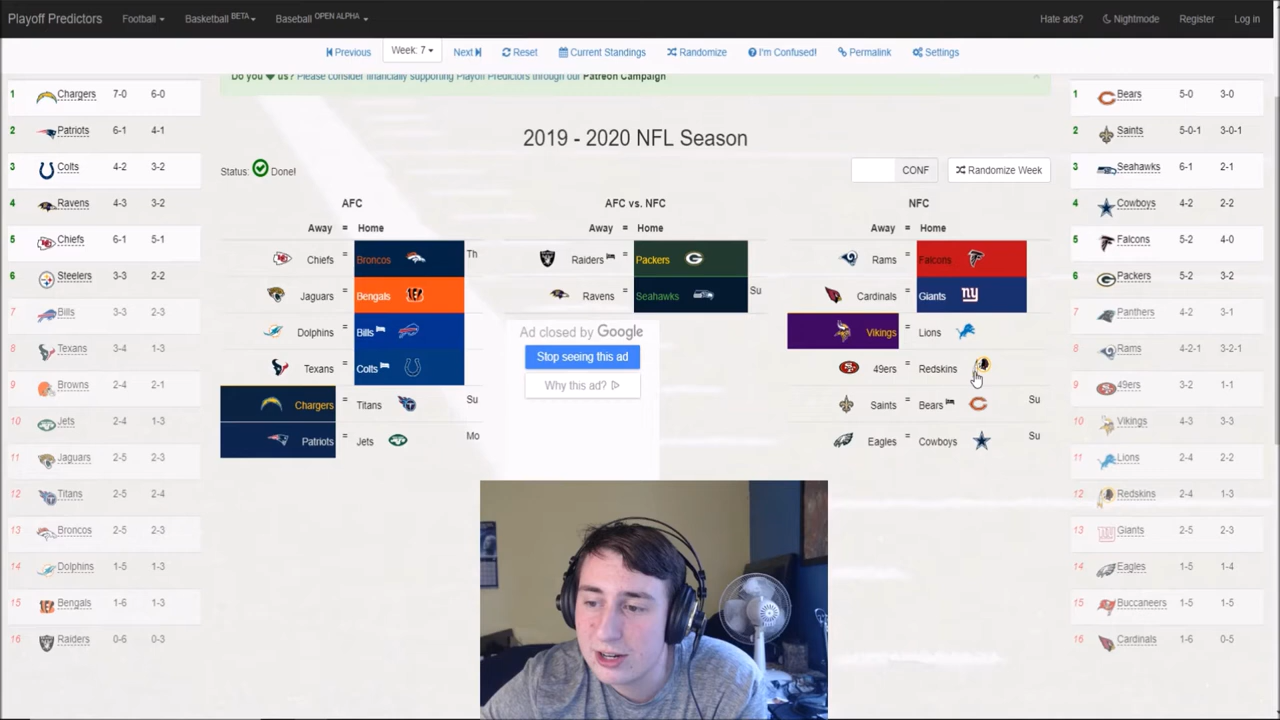 Playoff Predictors Football Basketball BETA Baseball OPEN ALPHA Hate ads? Nightmode Register Log in
Previous Week: 7 Next Reset Current Standings Randomize I'm Confused! Permalink Settings
Do you us? Please consider financially supporting Playoff Predictors through our Patreon Campaign
2019 - 2020 NFL Season
Status: Done!
CONF Randomize Week
1 Chargers 7-0 6-0
2 Patriots 6-1 4-1
3 Colts 4-2 3-2
4 Ravens 4-3 3-2
5 Chiefs 6-1 5-1
6 Steelers 3-3 2-2
7 Bills 3-3 2-3
8 Texans 3-4 1-3
9 Browns 2-4 2-1
10 Jets 2-4 1-3
11 Jaguars 2-5 2-3
12 Titans 2-5 2-4
13 Broncos 2-5 2-3
14 Dolphins 1-5 1-3
15 Bengals 1-6 1-3
16 Raiders 0-6 0-3
AFC
Away = Home
Chiefs = Broncos Th
Jaguars = Bengals
Dolphins = Bills
Texans = Colts
Chargers = Titans Su
Patriots = Jets Mo
AFC vs. NFC
Away = Home
Raiders = Packers
Ravens = Seahawks Su
Ad closed by Google
Stop seeing this ad
Why this ad?
NFC
Away = Home
Rams = Falcons
Cardinals = Giants
Vikings = Lions
49ers = Redskins
Saints = Bears Su
Eagles = Cowboys Su
1 Bears 5-0 3-0
2 Saints 5-0-1 3-0-1
3 Seahawks 6-1 2-1
4 Cowboys 4-2 2-2
5 Falcons 5-2 4-0
6 Packers 5-2 3-2
7 Panthers 4-2 3-1
8 Rams 4-2-1 2-2-1
9 49ers 3-2 1-1
10 Vikings 4-3 3-3
11 Lions 2-4 2-2
12 Redskins 2-4 1-3
13 Giants 2-5 2-3
14 Eagles 1-5 1-4
15 Buccaneers 1-5 1-5
16 Cardinals 1-6 0-5